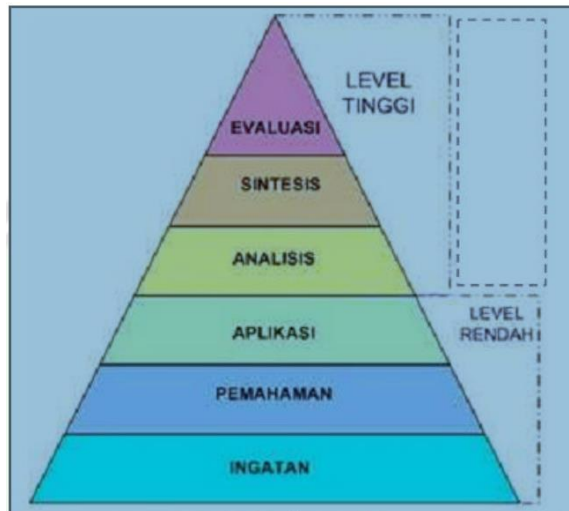 LEVEL
TINGGI
EVALUASI
SINTESIS
ANALISIS
LEVEL
RENDAH
APLIKASI
PEMAHAMAN
INGATAN